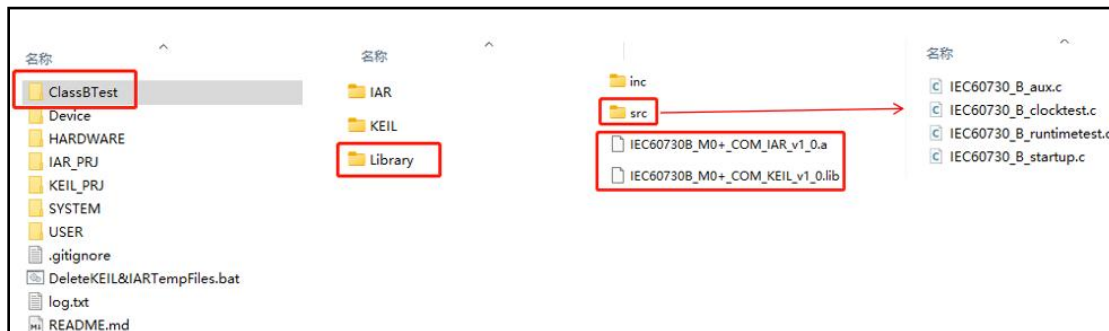 名称
ClassBTest
Device
HARDWARE
IAR_PRJ
KEIL_PRJ
SYSTEM
USER
.gitignore
DeleteKEIL&IARTempFiles.bat
log.txt
README.md
名称
IAR
KEIL
Library
inc
src
IEC60730B_M0+_COM_IAR_v1_0.a
IEC60730B_M0+_COM_KEIL_v1_0.lib
名称
IEC60730_B_aux.c
IEC60730_B_clocktest.c
IEC60730_B_runtimetest.c
IEC60730_B_startup.c